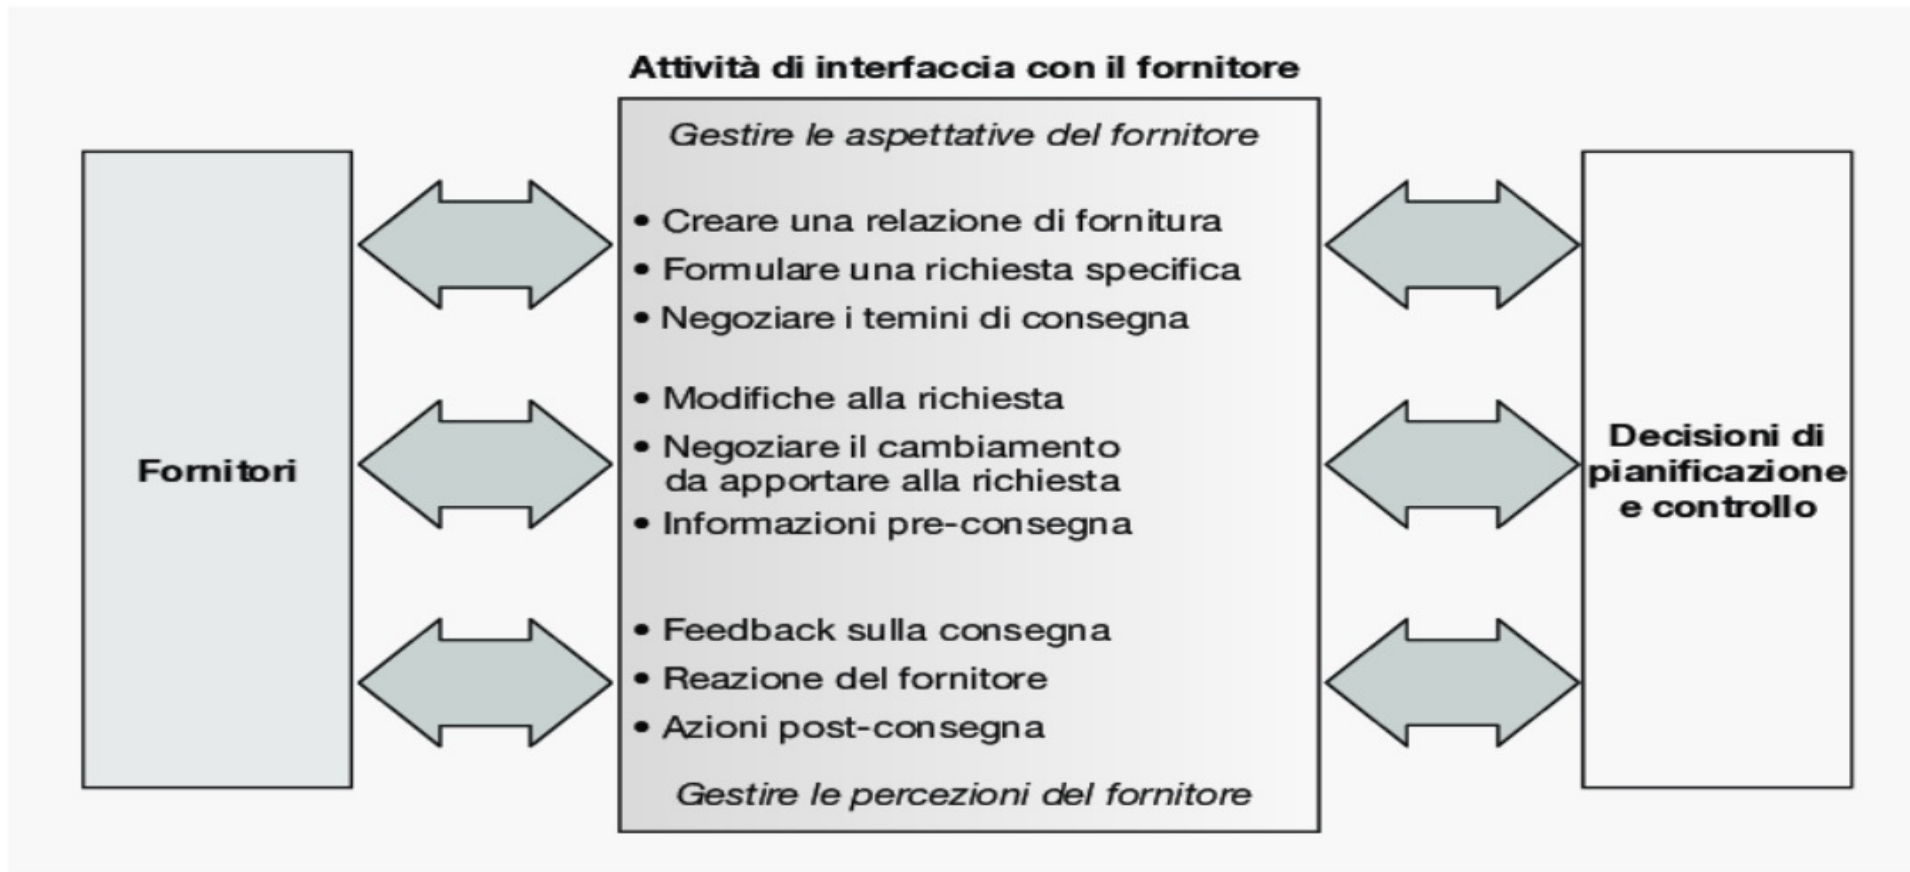 Attività di interfaccia con il fornitore
Gestire le aspettative del fornitore
Fornitori
• Creare una relazione di fornitura
• Formulare una richiesta specifica
• Negoziare i temini di consegna
• Modifiche alla richiesta
• Negoziare il cambiamento
da apportare alla richiesta
• Informazioni pre-consegna
• Feedback sulla consegna
• Reazione del fornitore
• Azioni post-consegna
Gestire le percezioni del fornitore
Decisioni di
pianificazione
e controllo